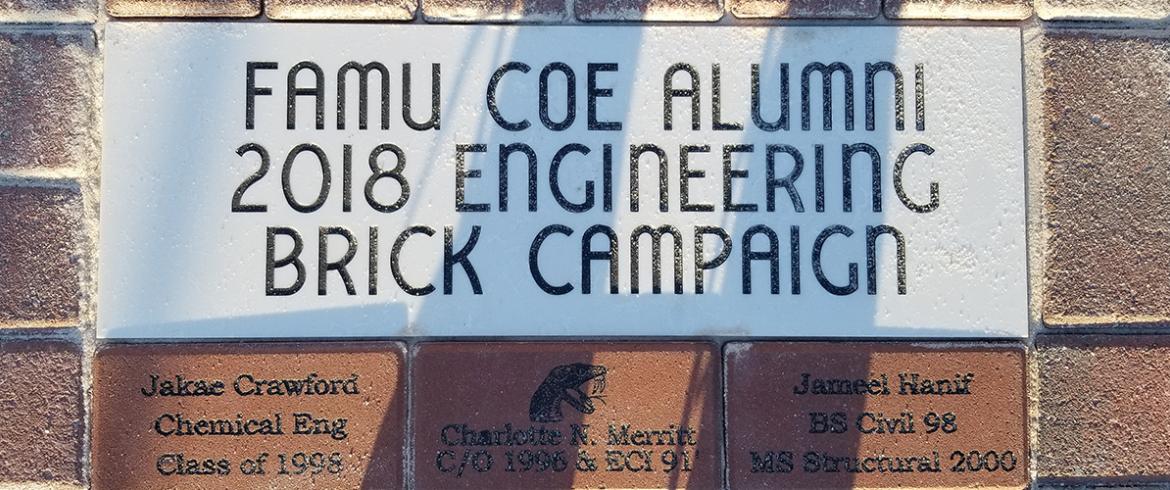 FAMU COE ALUMNI
2018 ENGINEERING
BRICK CAMPAIGN
Jakae Crawford
Chemical Eng
Class of 1998
Charlotte N. Merritt
C/O 1996 & ECI 91'
Jameel Hanif
BS Civil 98
MS Structural 2000